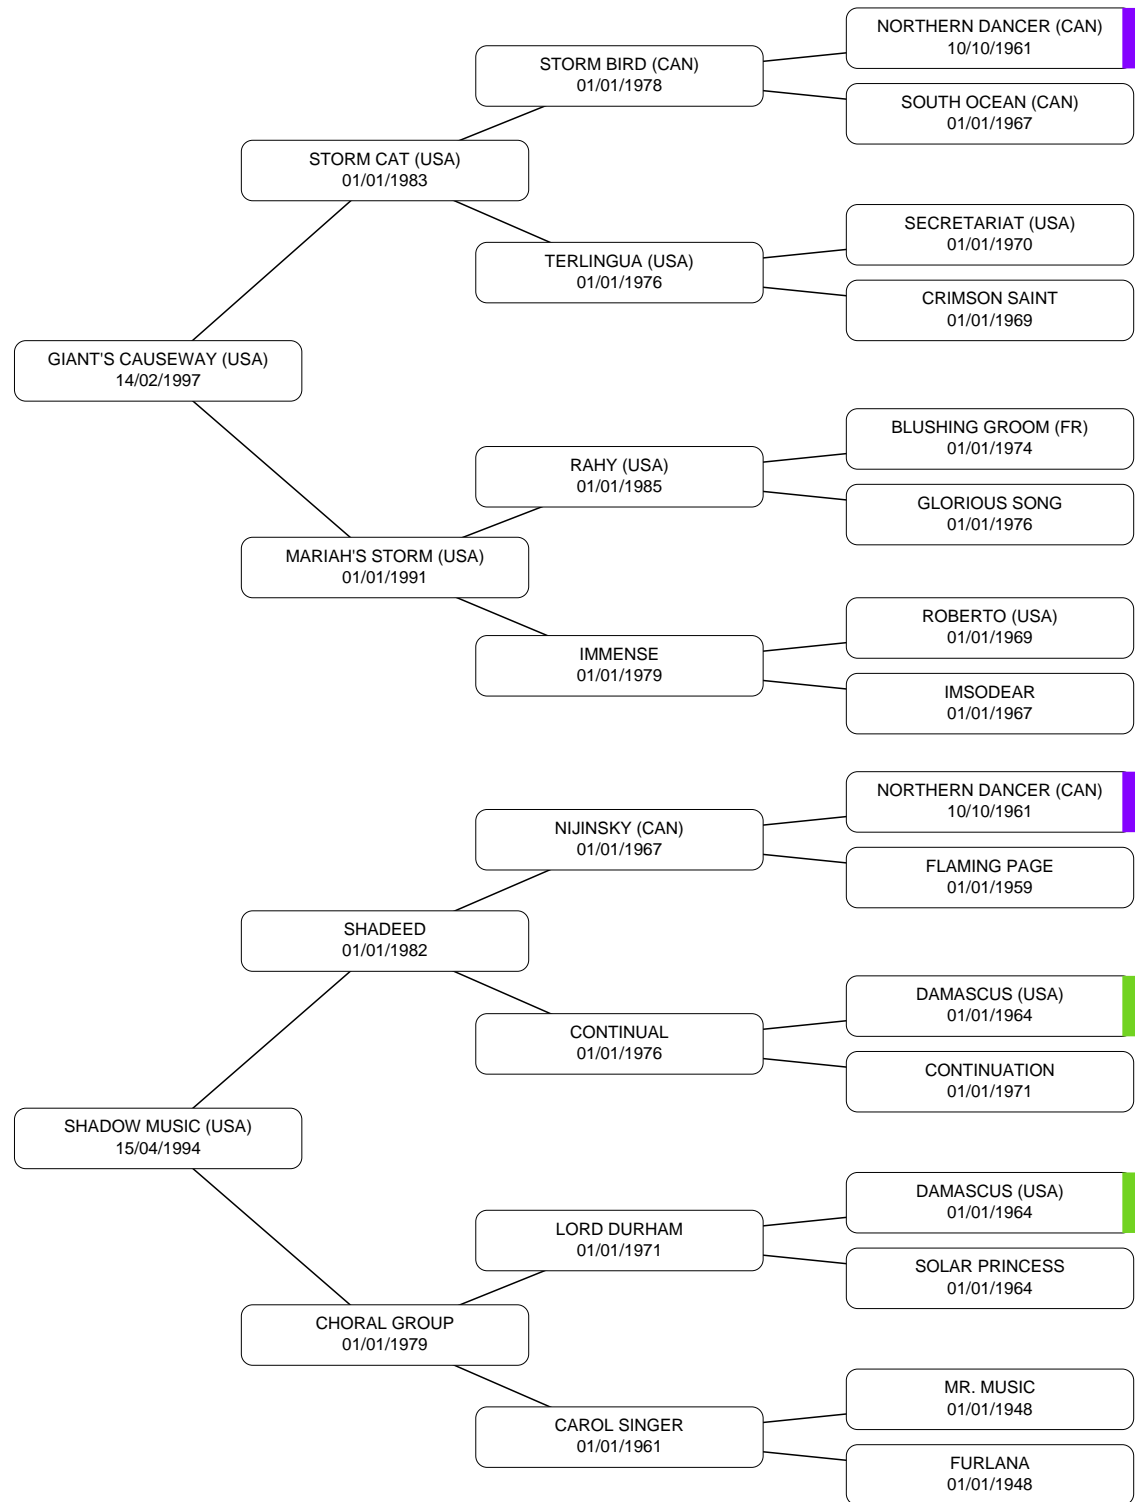 NORTHERN DANCER (CAN)
10/10/1961
STORM BIRD (CAN)
01/01/1978
SOUTH OCEAN (CAN)
01/01/1967
STORM CAT (USA)
01/01/1983
SECRETARIAT (USA)
01/01/1970
TERLINGUA (USA)
01/01/1976
CRIMSON SAINT
01/01/1969
GIANT'S CAUSEWAY (USA)
14/02/1997
BLUSHING GROOM (FR)
01/01/1974
RAHY (USA)
01/01/1985
GLORIOUS SONG
01/01/1976
MARIAH'S STORM (USA)
01/01/1991
ROBERTO (USA)
01/01/1969
IMMENSE
01/01/1979
IMSODEAR
01/01/1967
NORTHERN DANCER (CAN)
10/10/1961
NIJINSKY (CAN)
01/01/1967
FLAMING PAGE
01/01/1959
SHADEED
01/01/1982
DAMASCUS (USA)
01/01/1964
CONTINUAL
01/01/1976
CONTINUATION
01/01/1971
SHADOW MUSIC (USA)
15/04/1994
DAMASCUS (USA)
01/01/1964
LORD DURHAM
01/01/1971
SOLAR PRINCESS
01/01/1964
CHORAL GROUP
01/01/1979
MR. MUSIC
01/01/1948
CAROL SINGER
01/01/1961
FURLANA
01/01/1948